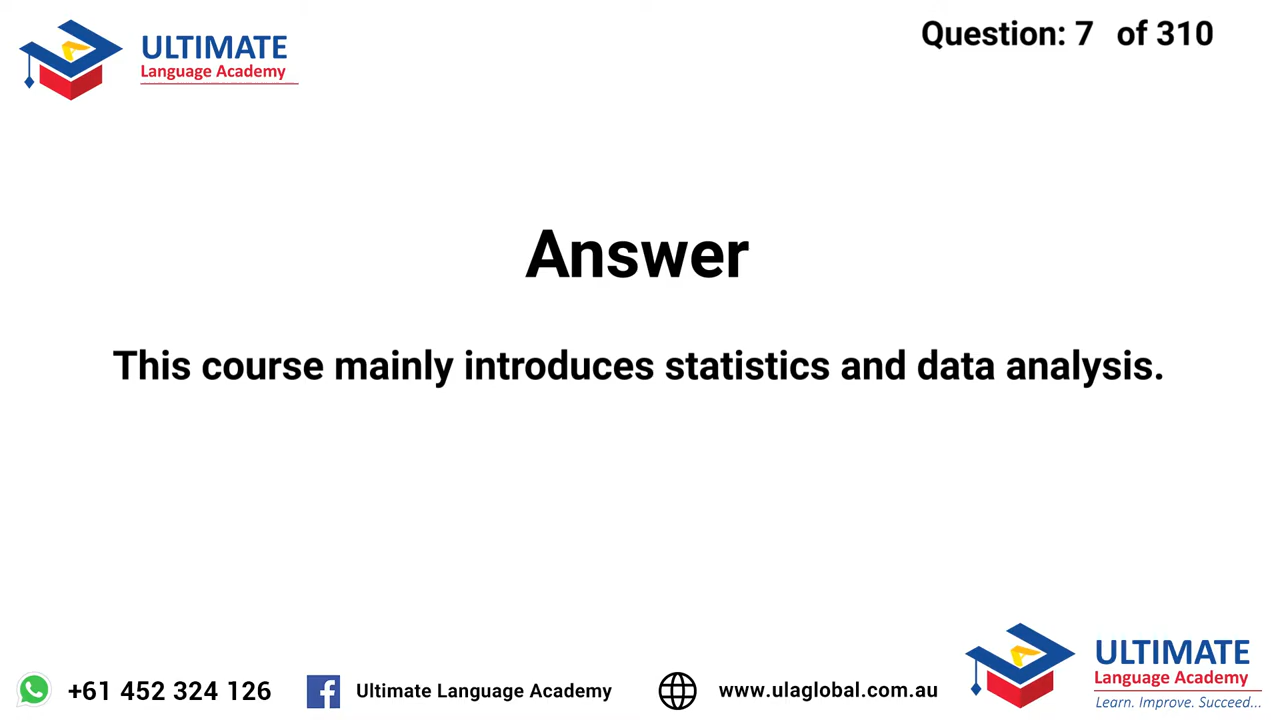 ULTIMATE
Language Academy
Question: 7 of 310
Answer
This course mainly introduces statistics and data analysis.
+61 452 324 126
Ultimate Language Academy
www.ulaglobal.com.au
ULTIMATE
Language Academy
Learn. Improve. Succeed...